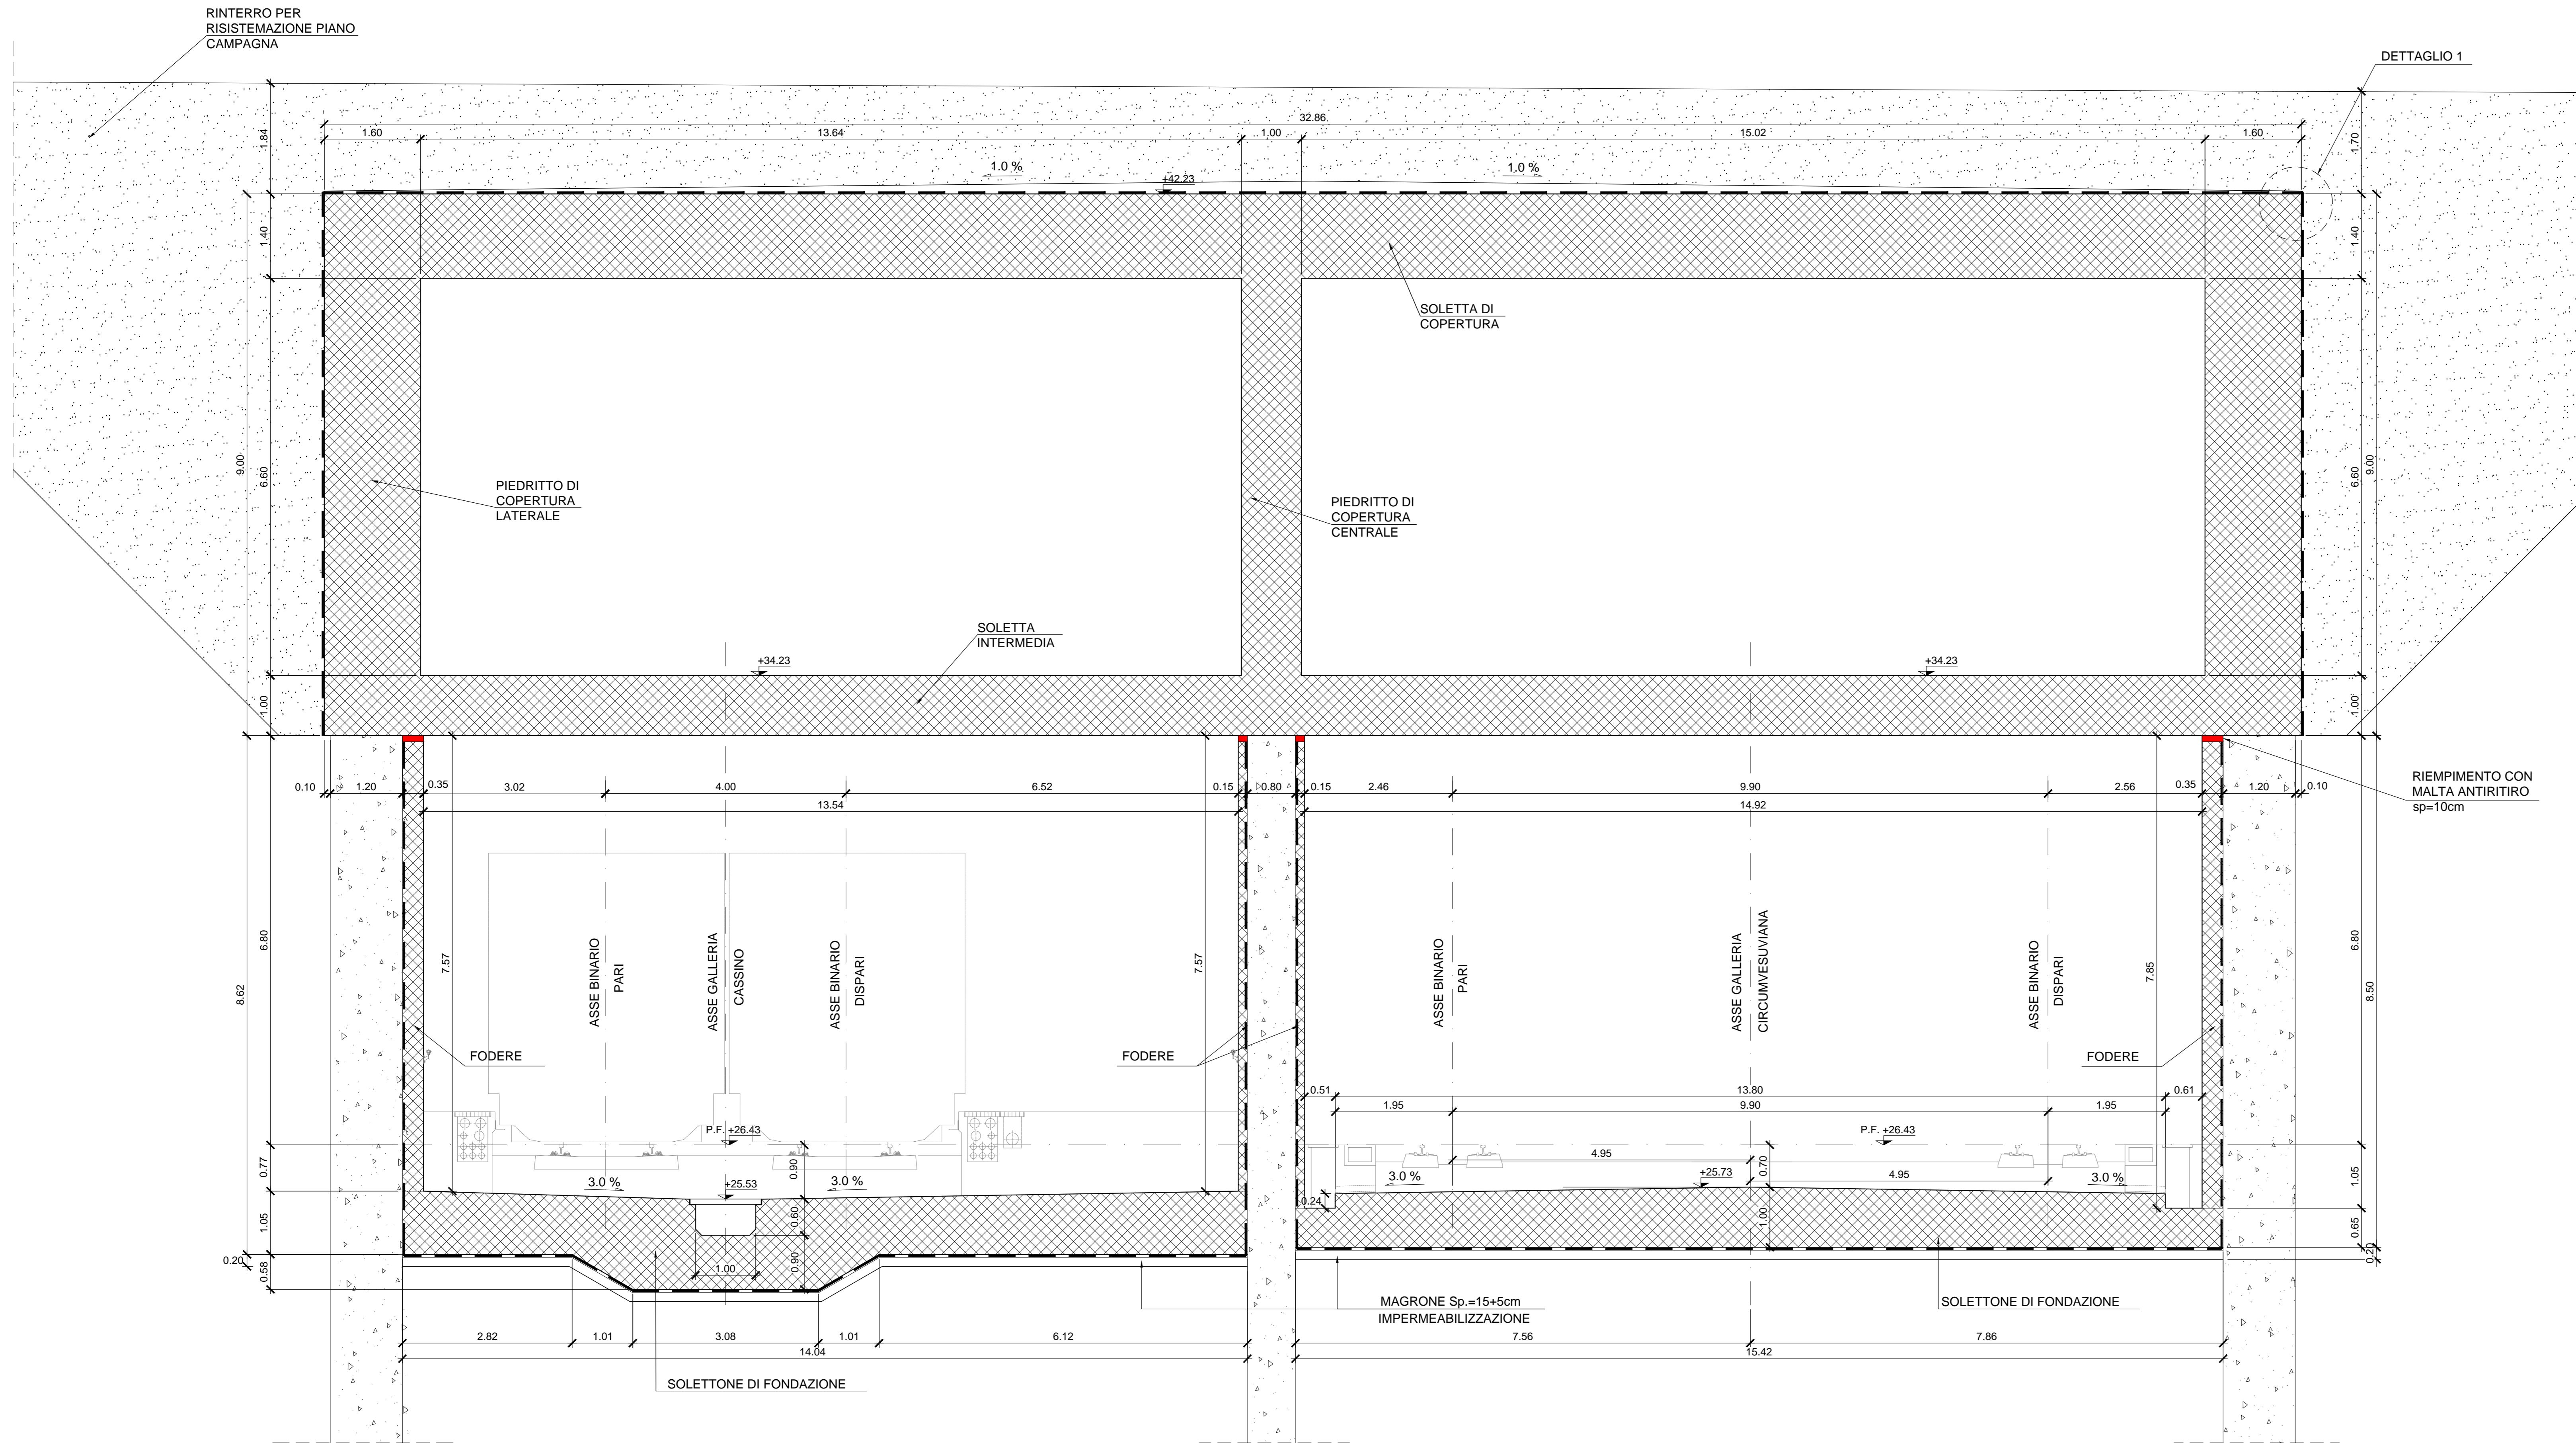 RINTERRO PER
RISISTEMAZIONE PIANO
CAMPAGNA
DETTAGLIO 1
32.86
1.60
13.64
1.00
15.02
1.60
1.84
1.70
1.0 %
1.0 %
+42.23
1.40
1.40
SOLETTA DI
COPERTURA
9.00
6.60
6.60
9.00
PIEDRITTO DI
COPERTURA
LATERALE
PIEDRITTO DI
COPERTURA
CENTRALE
SOLETTA
INTERMEDIA
+34.23
+34.23
1.00
1.00
0.10
1.20
0.35
3.02
4.00
6.52
0.15
0.80
0.15
2.46
9.90
2.56
0.35
1.20
0.10
13.54
14.92
RIEMPIMENTO CON
MALTA ANTIRITIRO
sp=10cm
8.62
6.80
7.57
7.57
7.85
6.80
8.50
ASSE BINARIO
PARI
ASSE GALLERIA
CASSINO
ASSE BINARIO
DISPARI
ASSE BINARIO
PARI
ASSE GALLERIA
CIRCUMVESUVIANA
ASSE BINARIO
DISPARI
FODERE
FODERE
FODERE
0.51
13.80
0.61
1.95
9.90
1.95
P.F. +26.43
P.F. +26.43
0.77
0.90
4.95
0.70
1.05
3.0 %
+25.53
3.0 %
3.0 %
+25.73
4.95
3.0 %
0.24
1.05
0.60
1.00
0.65
0.20
0.58
1.00
0.90
0.20
MAGRONE Sp.=15+5cm
IMPERMEABILIZZAZIONE
SOLETTONE DI FONDAZIONE
2.82
1.01
3.08
1.01
6.12
7.56
7.86
14.04
15.42
SOLETTONE DI FONDAZIONE